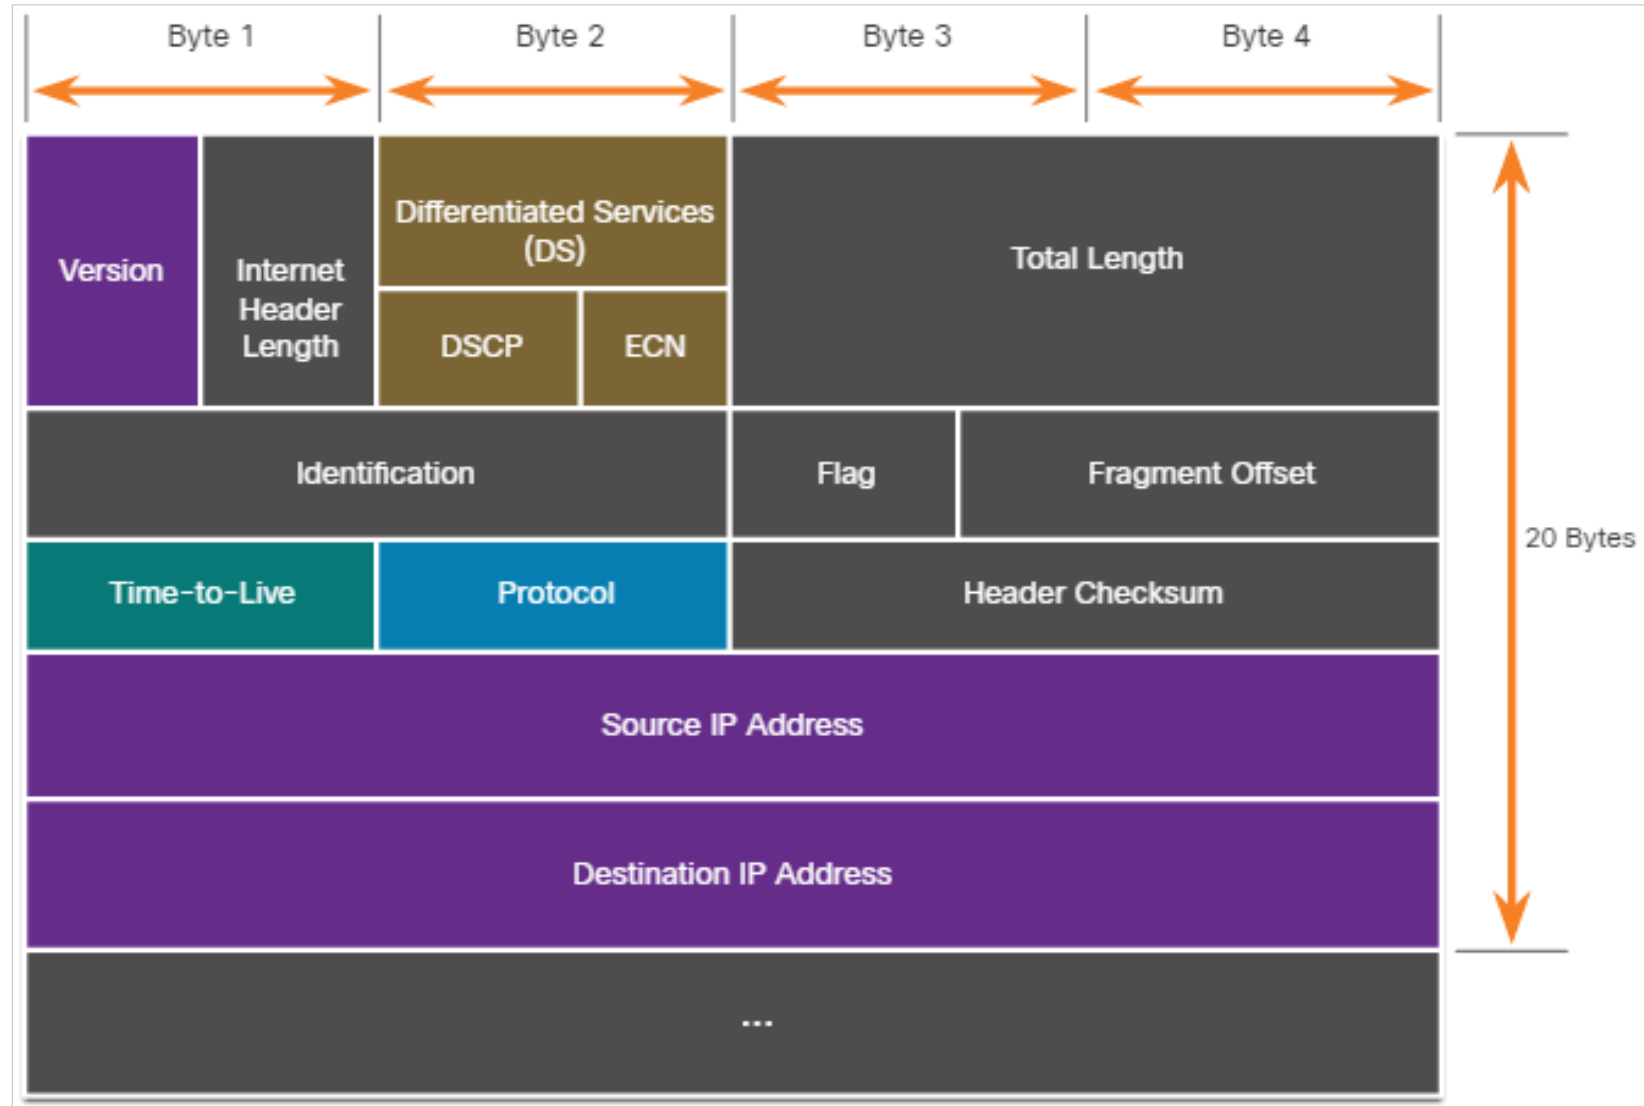 Byte 1
Byte 2
Byte 3
Byte 4
Version
Internet
Header
Length
Differentiated Services
(DS)
DSCP
ECN
Total Length
Identification
Flag
Fragment Offset
Time-to-Live
Protocol
Header Checksum
Source IP Address
Destination IP Address
...
20 Bytes